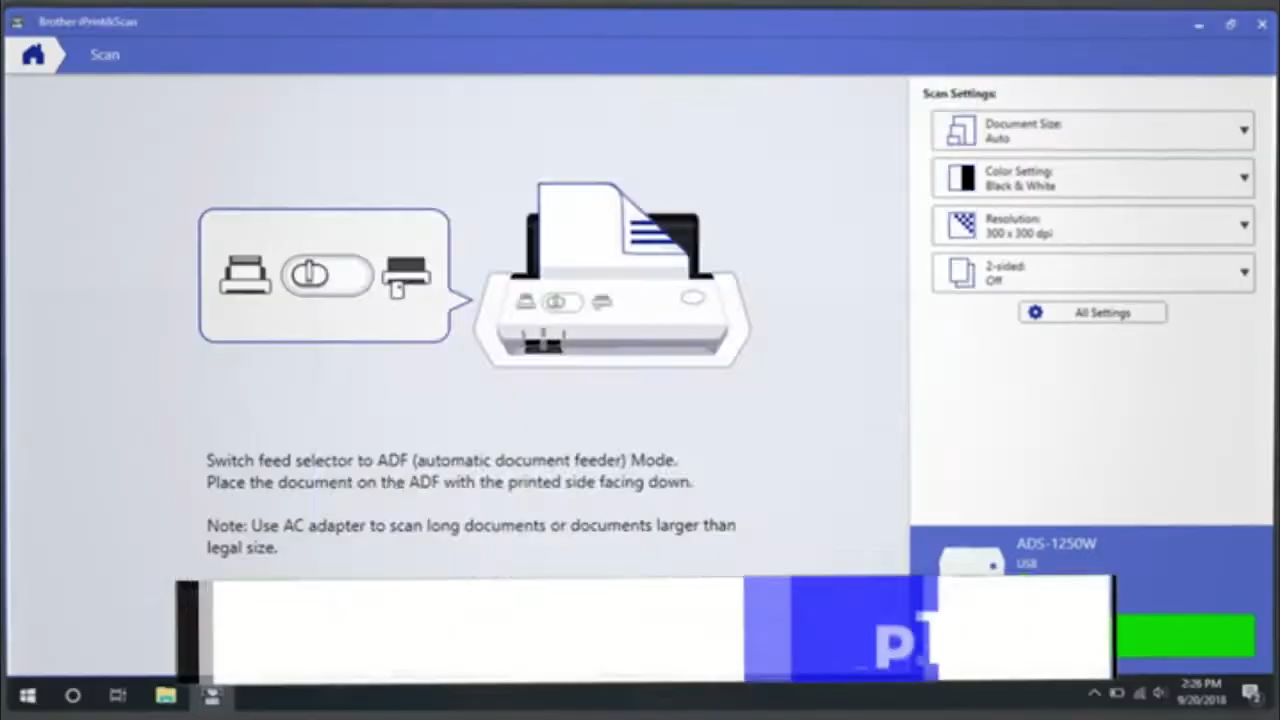 Brother iPrint&Scan
Scan
Scan Settings:
Document Size:
Auto
Color Setting:
Black & White
Resolution:
300 x 300 dpi
2-sided:
Off
All Settings
Switch feed selector to ADF (automatic document feeder) Mode.
Place the document on the ADF with the printed side facing down.
Note: Use AC adapter to scan long documents or documents larger than
legal size.
ADS-1250W
USB
2:26 PM
9/20/2018